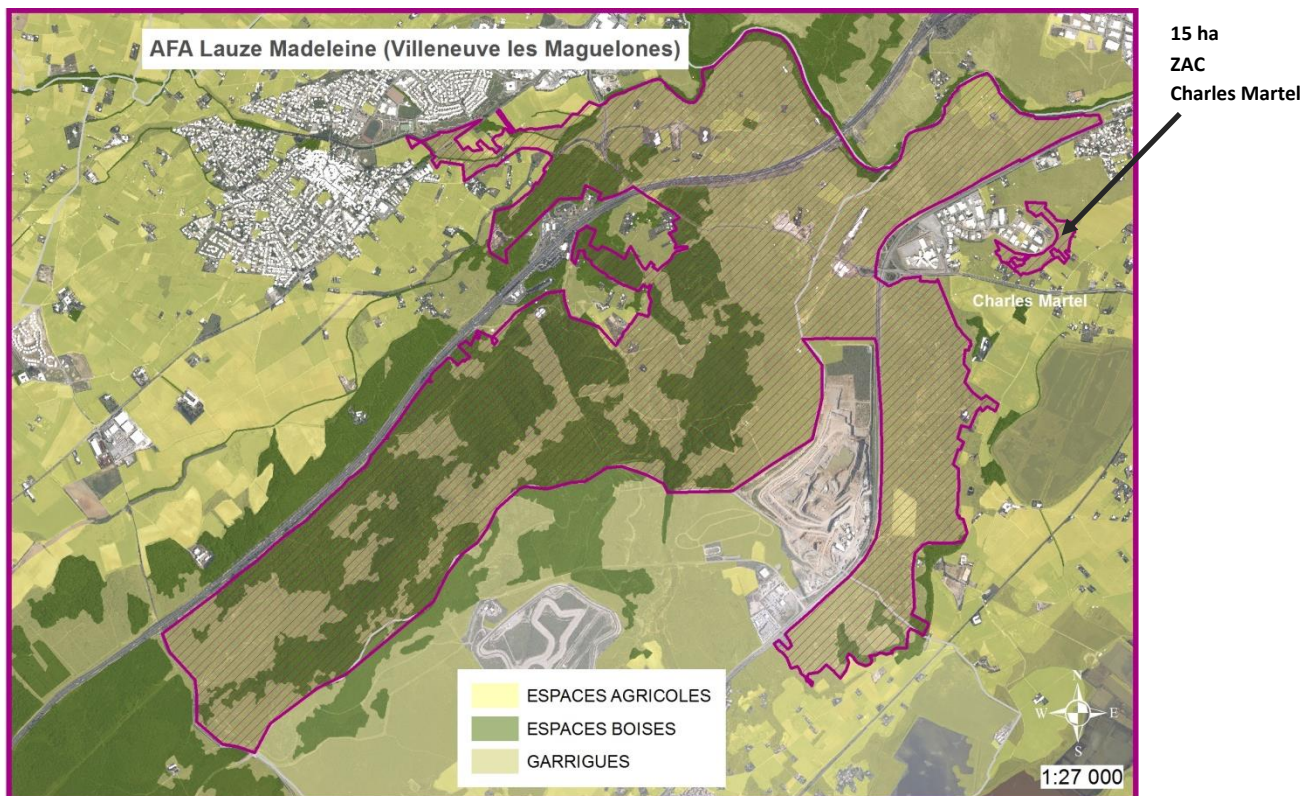 AFA Lauze Madeleine (Villeneuve les Maguelones)
15 ha
ZAC
Charles Martel
Charles Martel
ESPACES AGRICOLES
ESPACES BOISES
GARRIGUES
N
W E
S
1:27 000